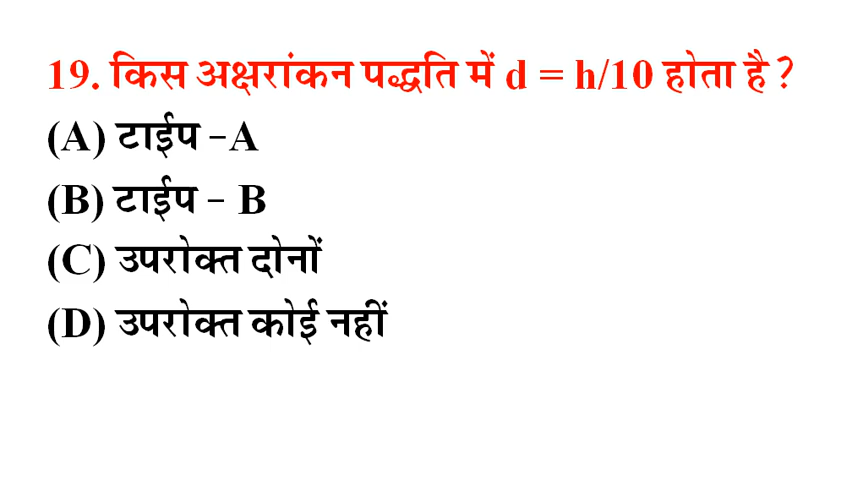 19. किस अक्षरांकन पद्धति में d = h/10 होता है ?
(A) टाईप -A
(B) टाईप - B
(C) उपरोक्त दोनों
(D) उपरोक्त कोई नहीं